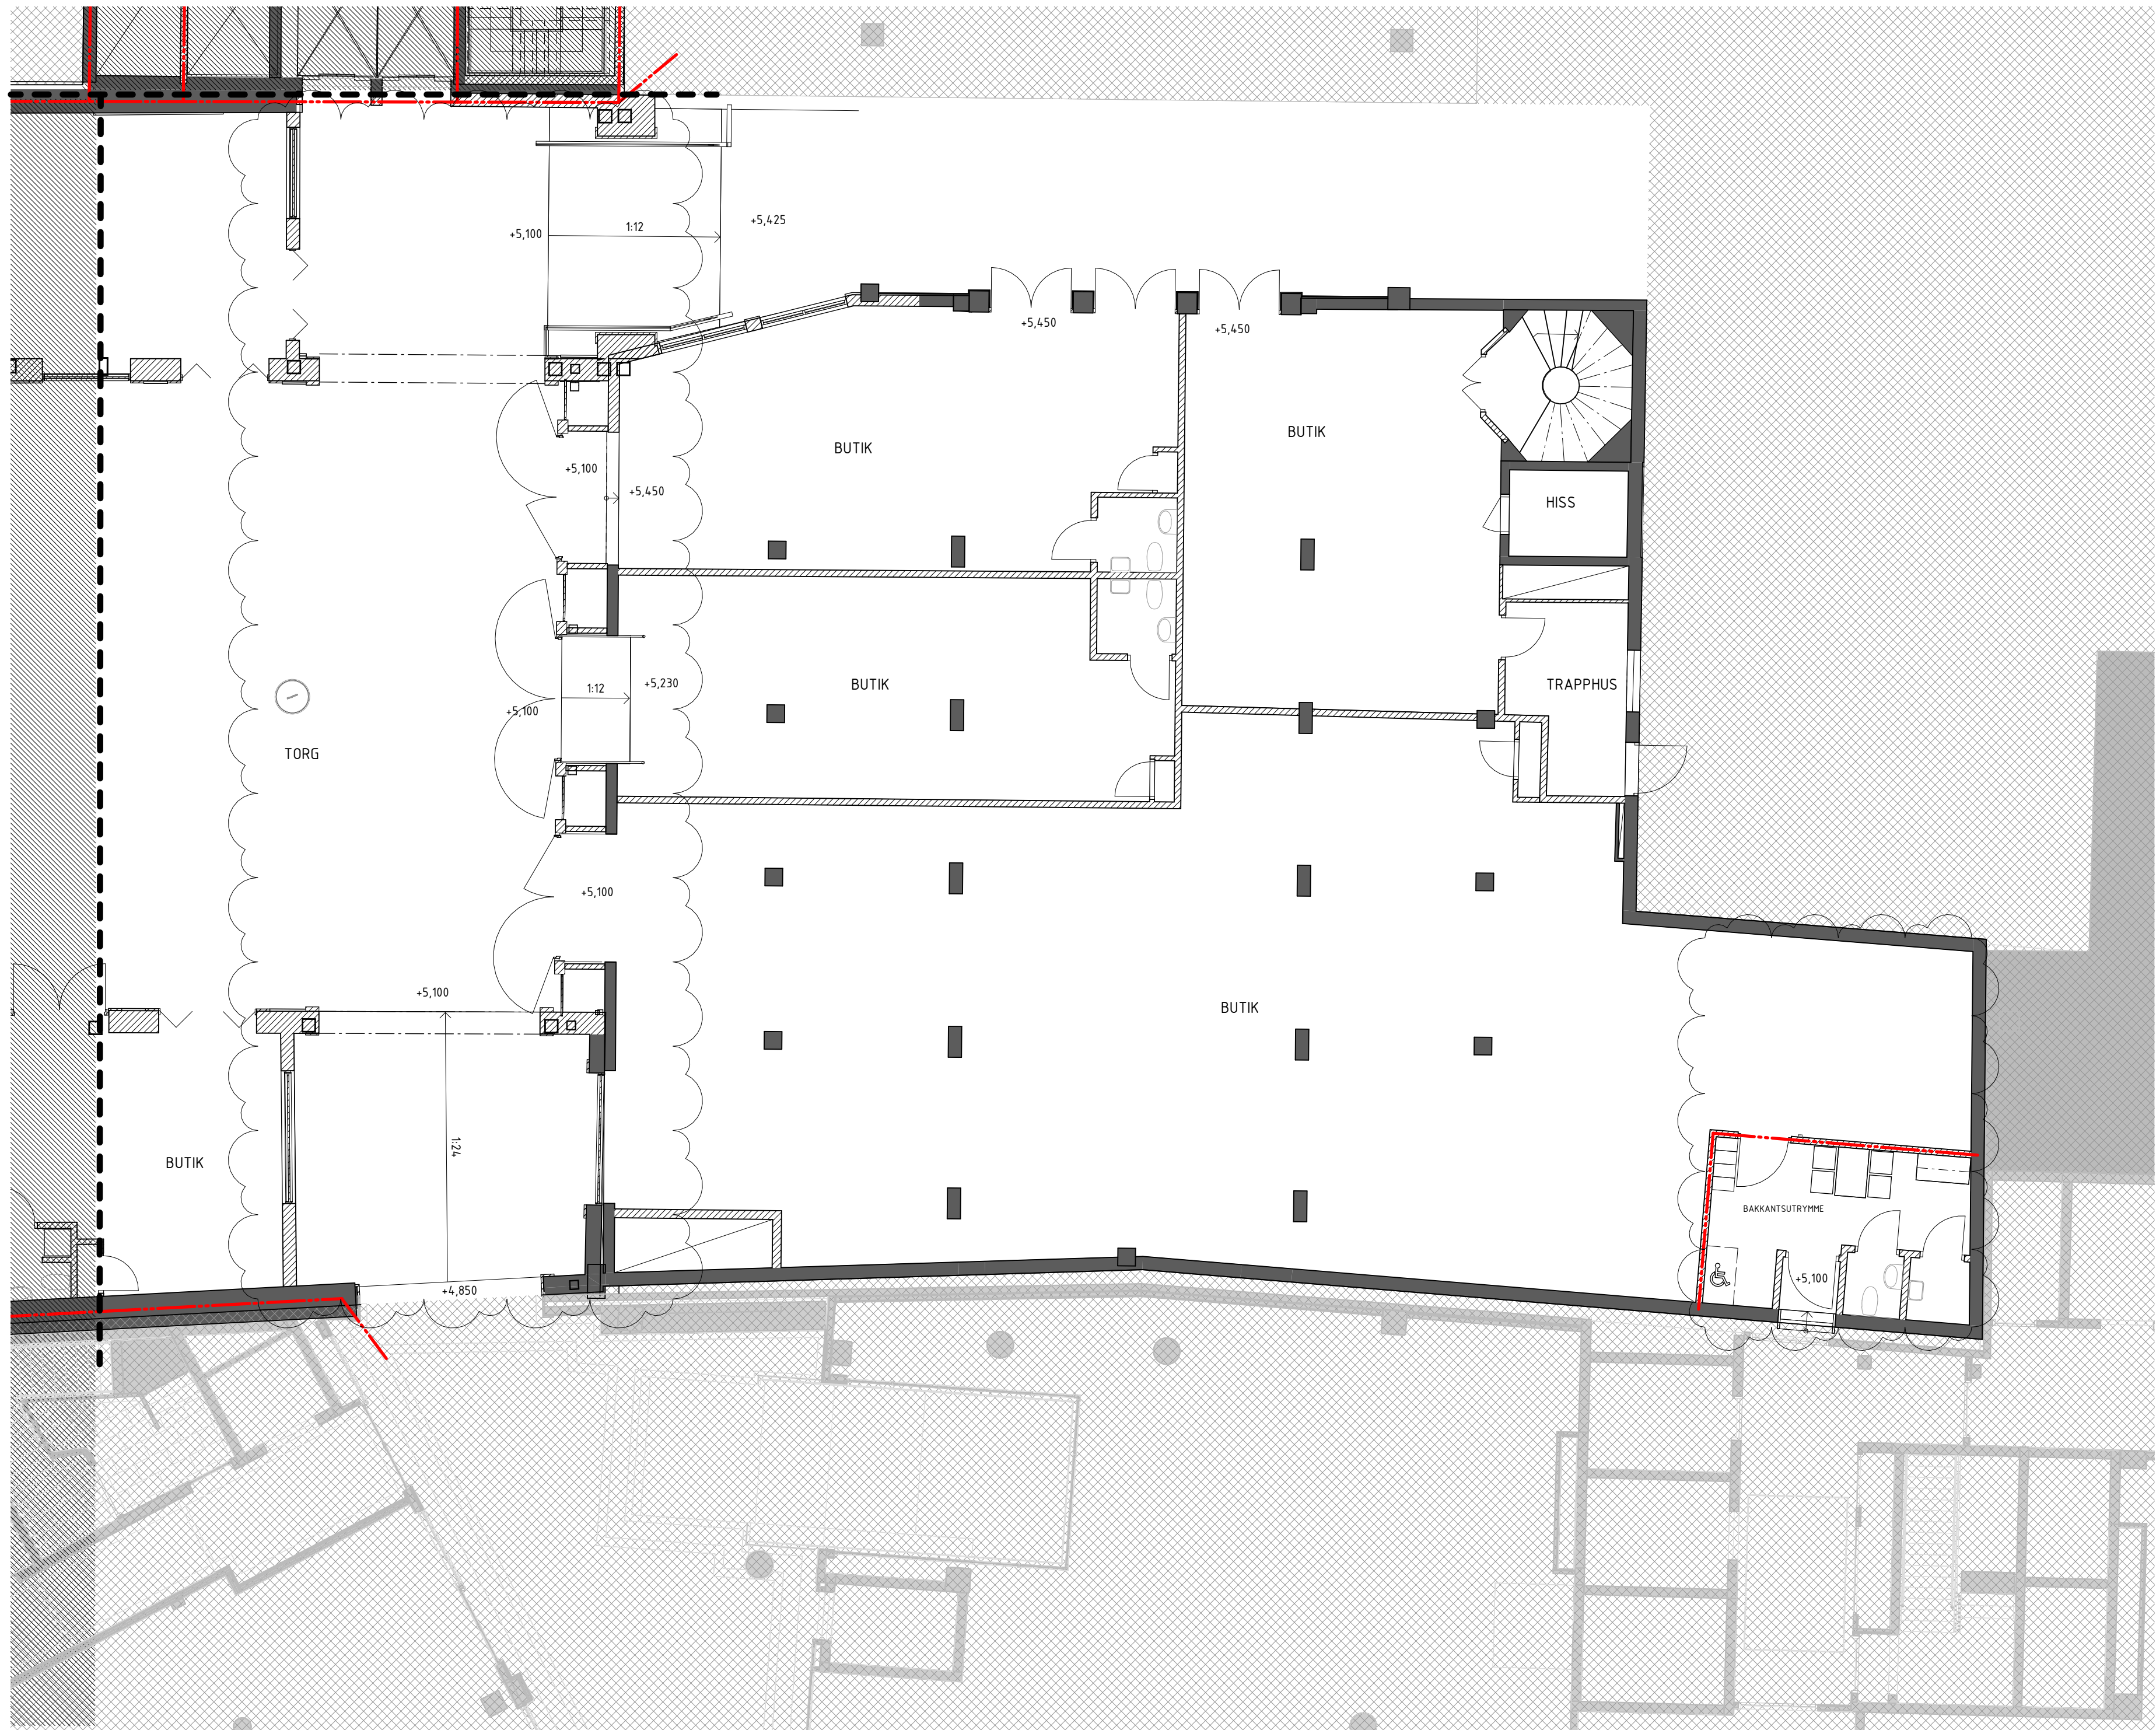 +5,425
1:12
+5,100
+5,450
+5,450
BUTIK
BUTIK
+5,100
+5,450
HISS
+5,230
1:12
BUTIK
TRAPPHUS
+5,100
TORG
+5,100
+5,100
BUTIK
1:24
BUTIK
BAKKANTSUTRYMME
+5,100
+4,850